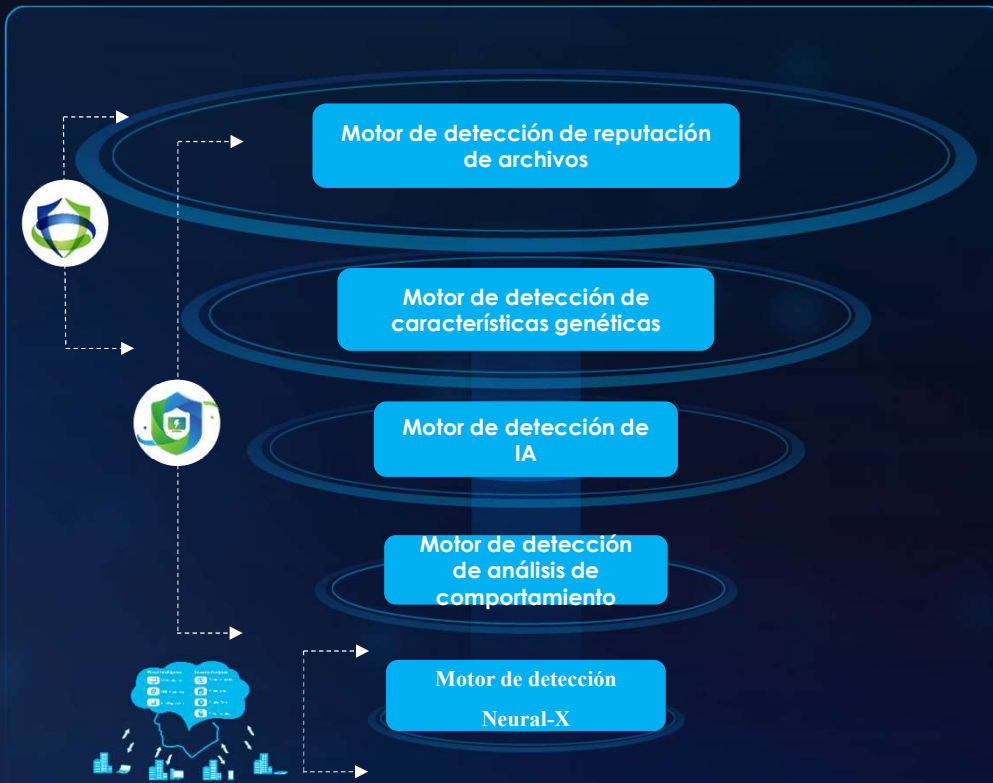 Motor de detección de reputación
de archivos
Motor de detección de
características genéticas
Motor de detección de
IA
Motor de detección
de análisis de
comportamiento
Motor de detección
Neural-X